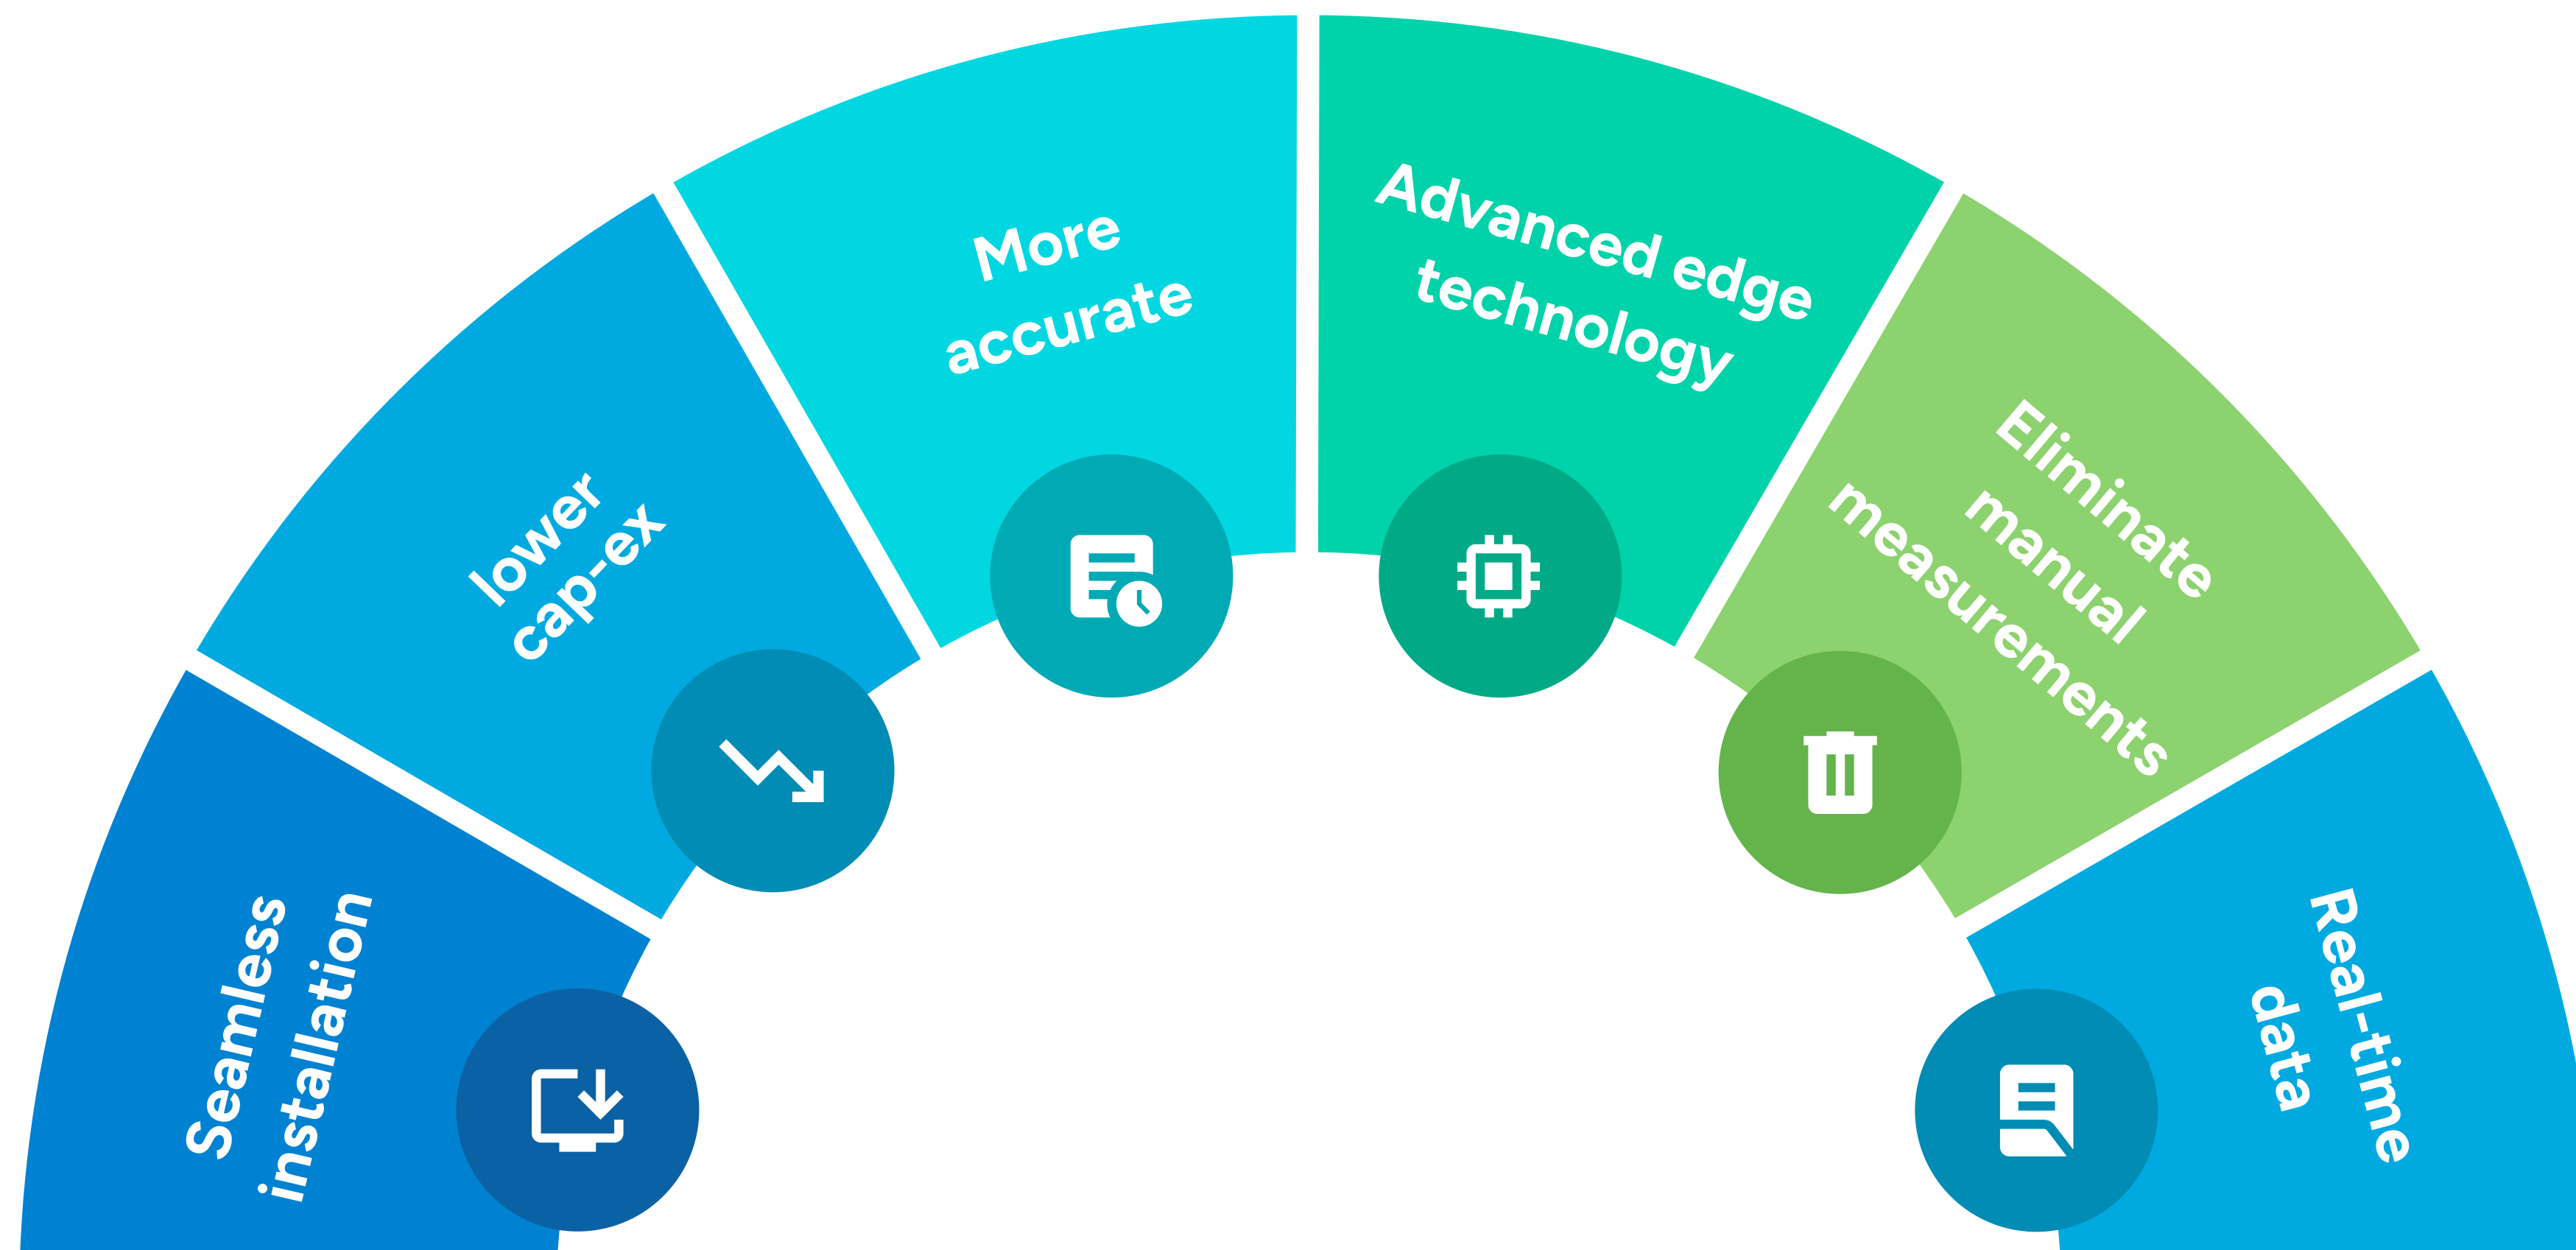 Seamless
installation
lower
cap-ex
More
accurate
Advanced edge
technology
Eliminate
manual
measurements
Real-time
data